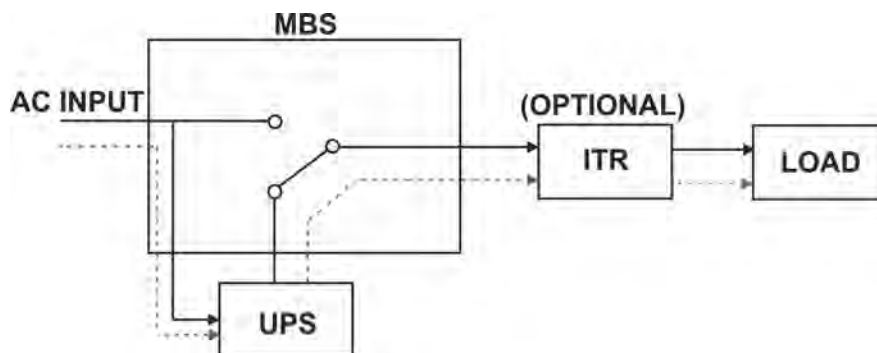 MBS
AC INPUT
(OPTIONAL)
ITR
LOAD
UPS